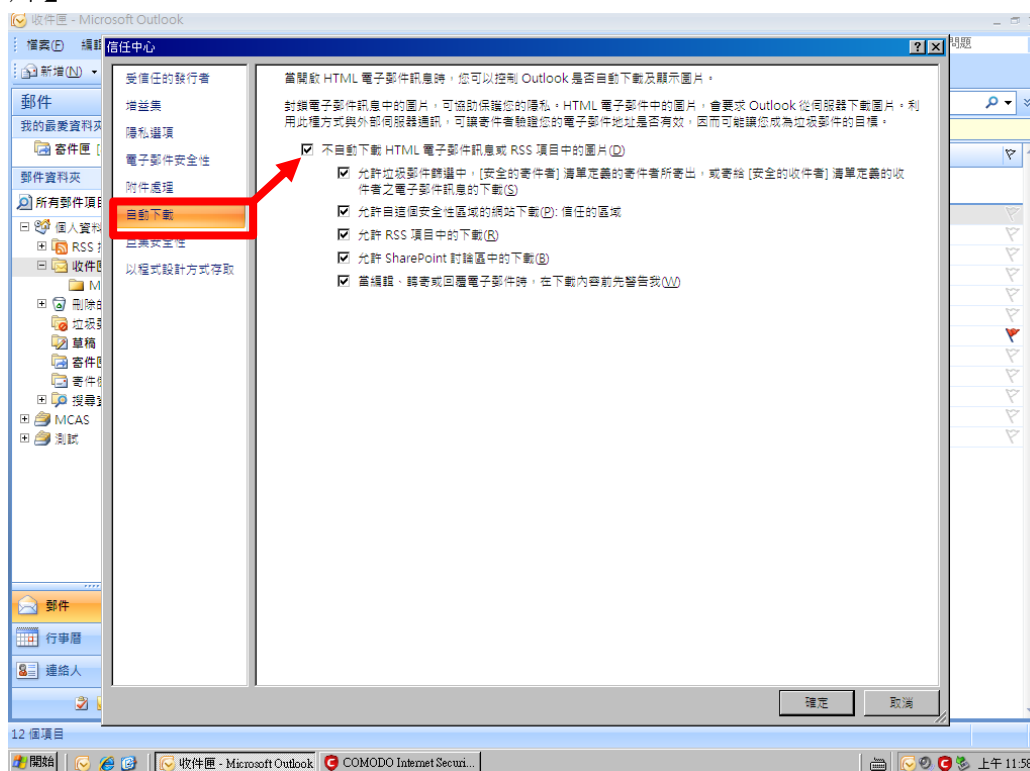 收件匣 - Microsoft Outlook
檔案(F)
信任中心
新增(N)
郵件
我的最愛資料夾
寄件匣
郵件資料夾
所有郵件項目
個人資料
RSS
收件匣
M
刪除的
垃圾郵
草稿
寄件匣
寄件備
搜尋資
MCAS
測試
郵件
行事曆
連絡人
12 個項目
受信任的發行者
增益集
隱私選項
電子郵件安全性
附件處理
自動下載
巨集安全性
以程式設計方式存取
當開啟 HTML 電子郵件訊息時，您可以控制 Outlook 是否自動下載及顯示圖片。
封鎖電子郵件訊息中的圖片，可協助保護您的隱私。HTML 電子郵件中的圖片，會要求 Outlook 從伺服器下載圖片。利
用此種方式與外部伺服器通訊，可讓寄件者驗證您的電子郵件地址是否有效，因而可能讓您成為垃圾郵件的目標。
不自動下載 HTML 電子郵件訊息或 RSS 項目中的圖片(D)
允許垃圾郵件篩選中，[安全的寄件者] 清單定義的寄件者所寄出，或寄給 [安全的收件者] 清單定義的收
件者之電子郵件訊息的下載(S)
允許自這個安全性區域的網站下載(P): 信任的區域
允許 RSS 項目中的下載(R)
允許 SharePoint 討論區中的下載(B)
當編輯、轉寄或回覆電子郵件時，在下載內容前先警告我(W)
確定
取消
問題
開始
收件匣 - Microsoft Outlook
COMODO Internet Securi...
上午 11:58